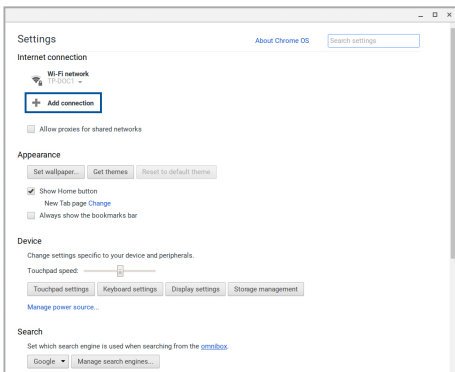 Settings
About Chrome OS
Search settings
Internet connection
Wi-Fi network
TP-DOC1
Add connection
Allow proxies for shared networks
Appearance
Set wallpaper... Get themes Reset to default theme
Show Home button
New Tab page Change
Always show the bookmarks bar
Device
Change settings specific to your device and peripherals.
Touchpad speed:
Touchpad settings Keyboard settings Display settings Storage management
Manage power source...
Search
Set which search engine is used when searching from the omnibox.
Google Manage search engines...